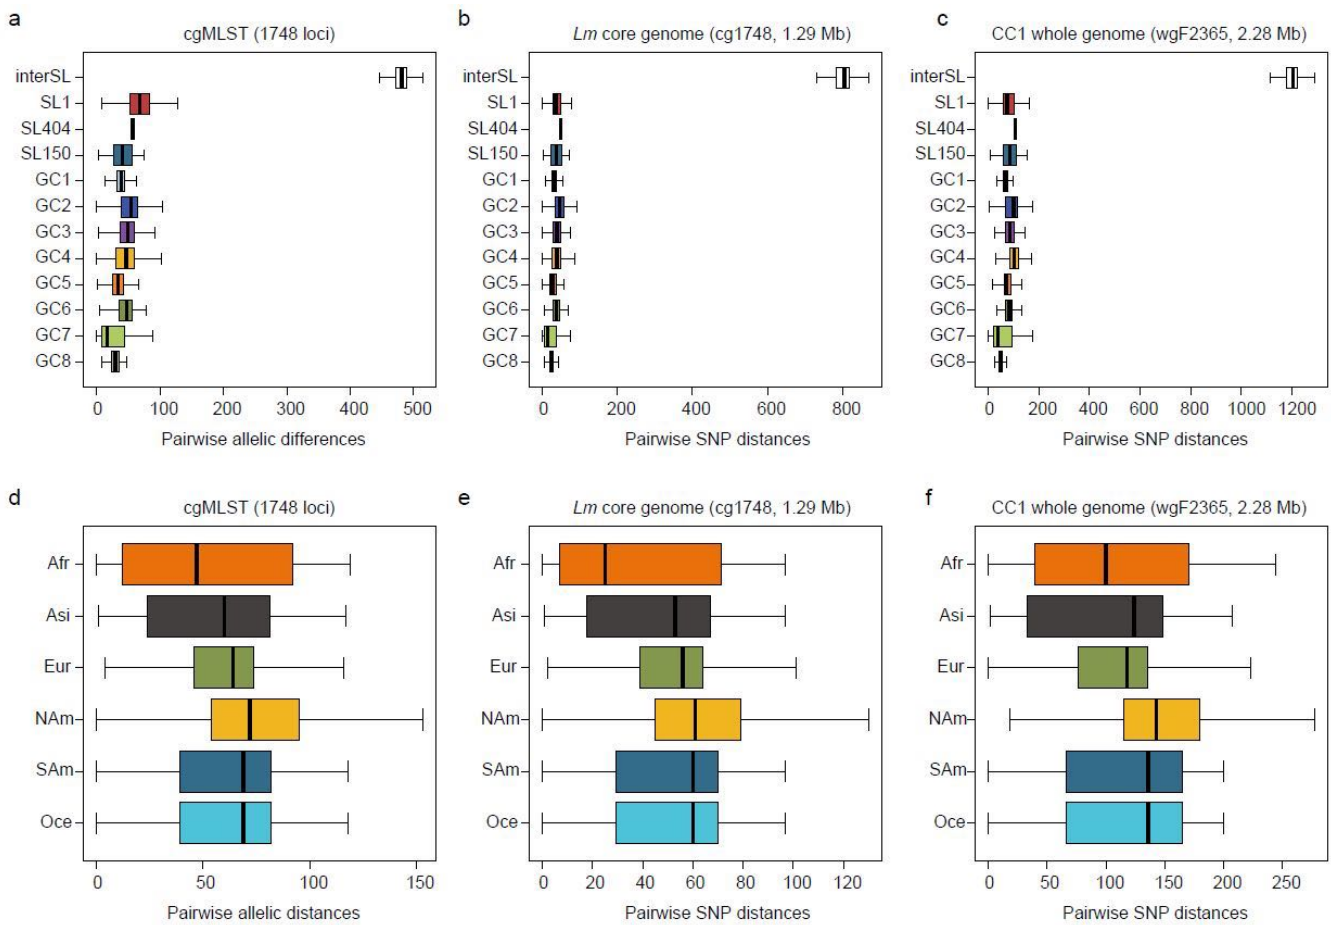 a
cgMLST (1748 loci)
interSL
SL1
SL404
SL150
GC1
GC2
GC3
GC4
GC5
GC6
GC7
GC8
0 100 200 300 400 500
Pairwise allelic differences
b
Lm core genome (cg1748, 1.29 Mb)
interSL
SL1
SL404
SL150
GC1
GC2
GC3
GC4
GC5
GC6
GC7
GC8
0 200 400 600 800
Pairwise SNP distances
c
CC1 whole genome (wgF2365, 2.28 Mb)
interSL
SL1
SL404
SL150
GC1
GC2
GC3
GC4
GC5
GC6
GC7
GC8
0 200 400 600 800 1000 1200
Pairwise SNP distances
d
cgMLST (1748 loci)
Afr
Asi
Eur
NAm
SAm
Oce
0 50 100 150
Pairwise allelic distances
e
Lm core genome (cg1748, 1.29 Mb)
Afr
Asi
Eur
NAm
SAm
Oce
0 20 40 60 80 100 120
Pairwise SNP distances
f
CC1 whole genome (wgF2365, 2.28 Mb)
Afr
Asi
Eur
NAm
SAm
Oce
0 50 100 150 200 250
Pairwise SNP distances